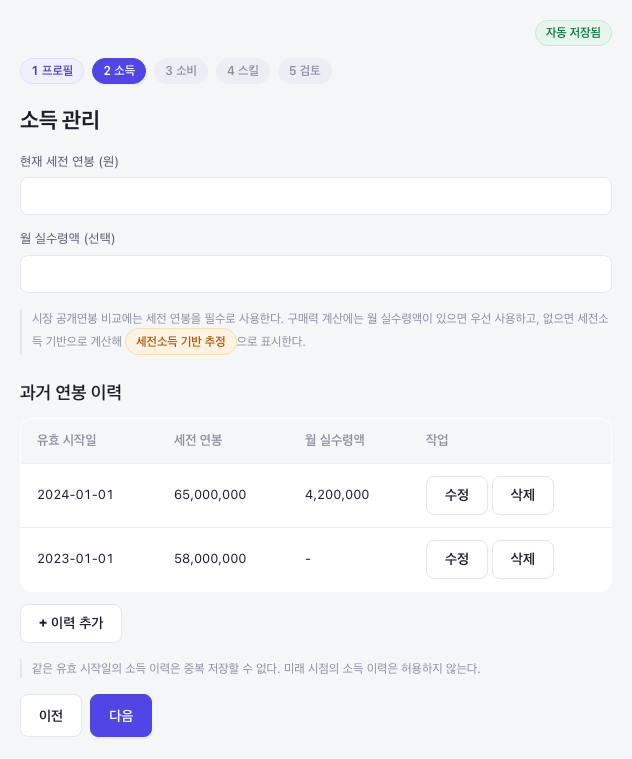 자동 저장됨
1 프로필 2 소득 3 소비 4 스킬 5 검토
소득 관리
현재 세전 연봉 (원)
월 실수령액 (선택)
시장 공개연봉 비교에는 세전 연봉을 필수로 사용한다. 구매력 계산에는 월 실수령액이 있으면 우선 사용하고, 없으면 세전소
득 기반으로 계산해 세전소득 기반 추정 으로 표시한다.
과거 연봉 이력
유효 시작일 세전 연봉 월 실수령액 작업
2024-01-01 65,000,000 4,200,000 수정 삭제
2023-01-01 58,000,000 - 수정 삭제
+ 이력 추가
같은 유효 시작일의 소득 이력은 중복 저장할 수 없다. 미래 시점의 소득 이력은 허용하지 않는다.
이전 다음